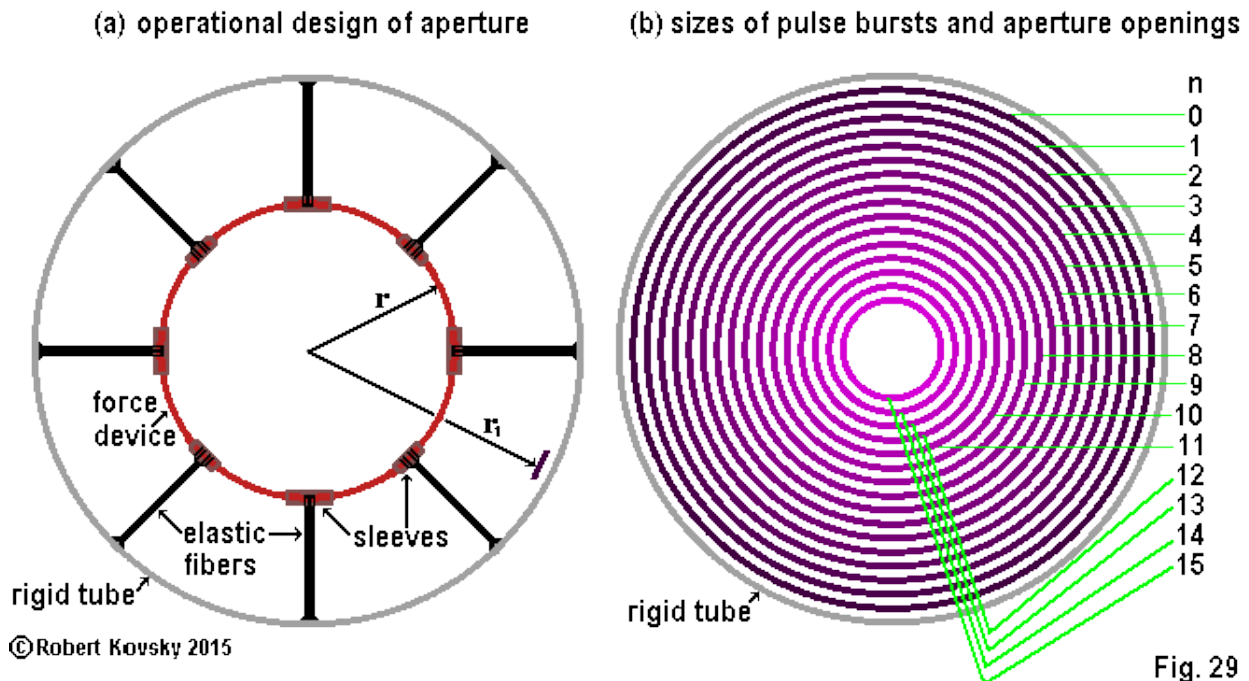 (a) operational design of aperture
(b) sizes of pulse bursts and aperture openings
r
r₁
force
device
elastic
fibers
sleeves
rigid tube
©Robert Kovsky 2015
n
0
1
2
3
4
5
6
7
8
9
10
11
12
13
14
15
rigid tube
Fig. 29